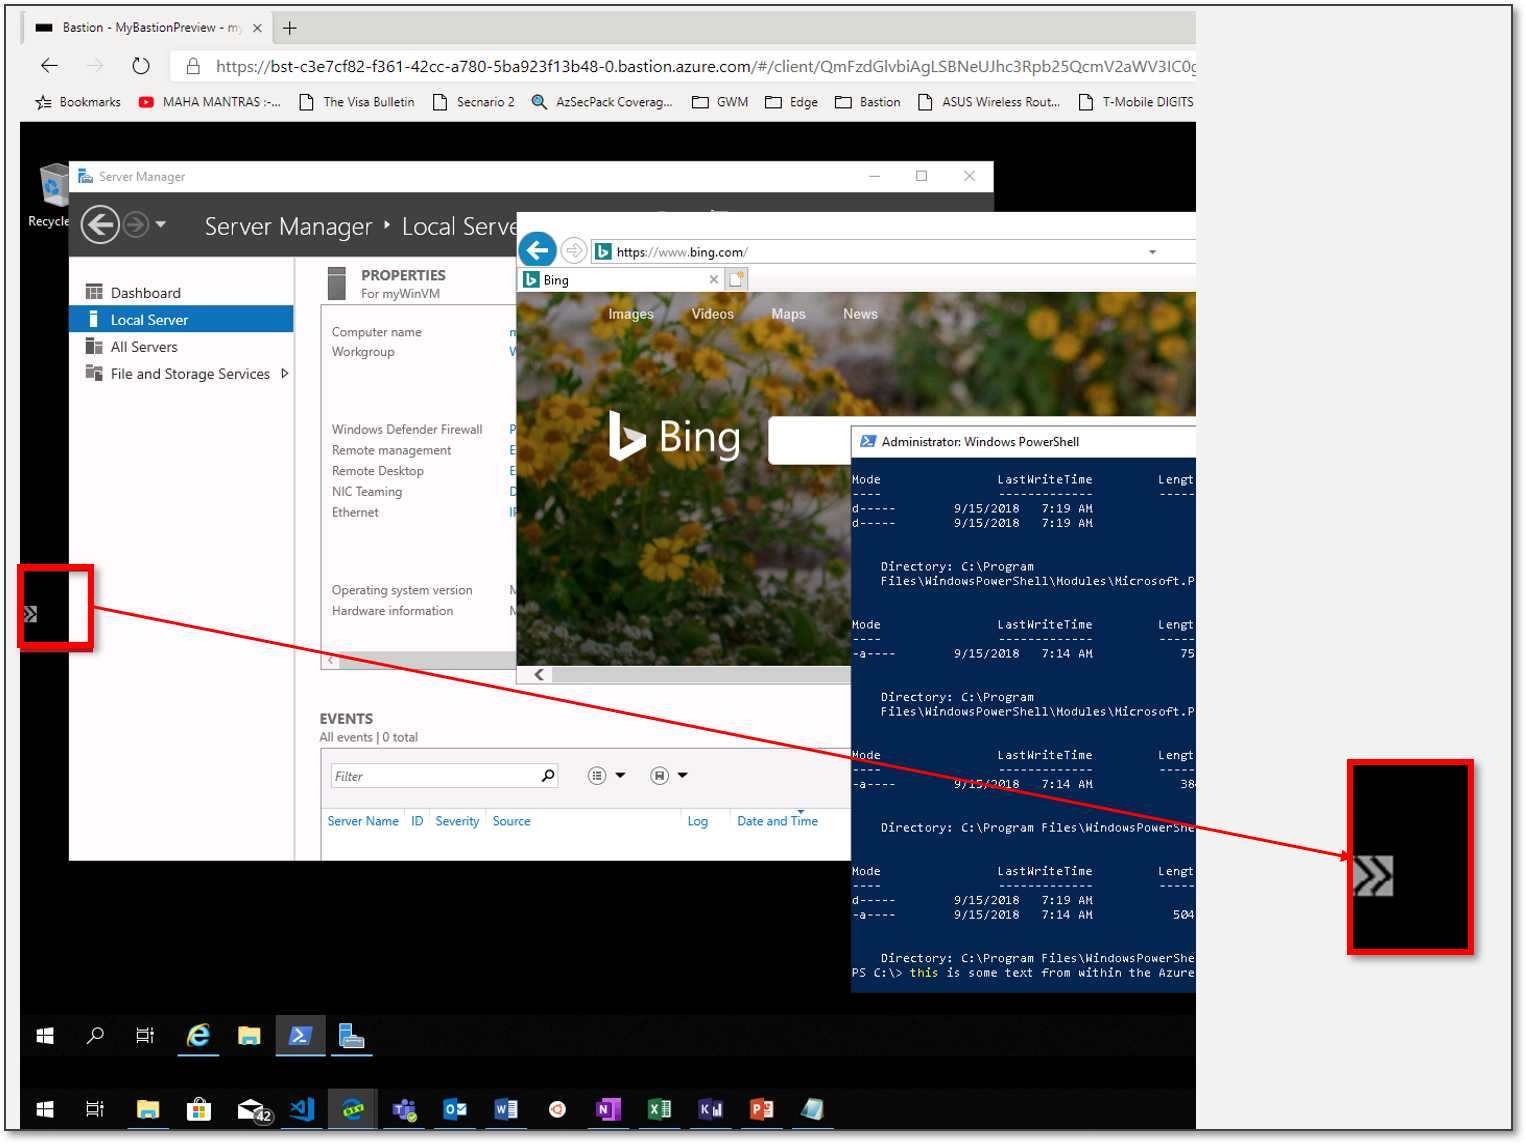 Bastion - MyBastionPreview - my
https://bst-c3e7cf82-f361-42cc-a780-5ba923f13b48-0.bastion.azure.com/#/client/QmFzdGlvbiAgLSBNeUJhc3Rpb25QcmV2aWV3IC0g
Bookmarks MAHA MANTRAS :-... The Visa Bulletin Secnario 2 AzSecPack Coverag... GWM Edge Bastion ASUS Wireless Rout... T-Mobile DIGITS
Server Manager
Recycle
Server Manager Local Serve
Dashboard
Local Server
All Servers
File and Storage Services
PROPERTIES
For myWinVM
Computer name m
Workgroup W
Windows Defender Firewall P
Remote management E
Remote Desktop E
NIC Teaming D
Ethernet IP
Operating system version M
Hardware information M
EVENTS
All events | 0 total
Filter
Server Name ID Severity Source Log Date and Time
https://www.bing.com/
Bing
Images Videos Maps News
Bing
Administrator: Windows PowerShell
Mode LastWriteTime Lengt
---- ------------- -----
d----- 9/15/2018 7:19 AM
d----- 9/15/2018 7:19 AM
Directory: C:\Program
Files\WindowsPowerShell\Modules\Microsoft.P
Mode LastWriteTime Lengt
---- ------------- -----
-a---- 9/15/2018 7:14 AM 75
Directory: C:\Program
Files\WindowsPowerShell\Modules\Microsoft.P
Mode LastWriteTime Lengt
---- ------------- -----
-a---- 9/15/2018 7:14 AM 384
Directory: C:\Program Files\WindowsPowerShe
Mode LastWriteTime Lengt
---- ------------- -----
d----- 9/15/2018 7:19 AM
-a---- 9/15/2018 7:14 AM 504
Directory: C:\Program Files\WindowsPowerShe
PS C:\> this is some text from within the Azure
42